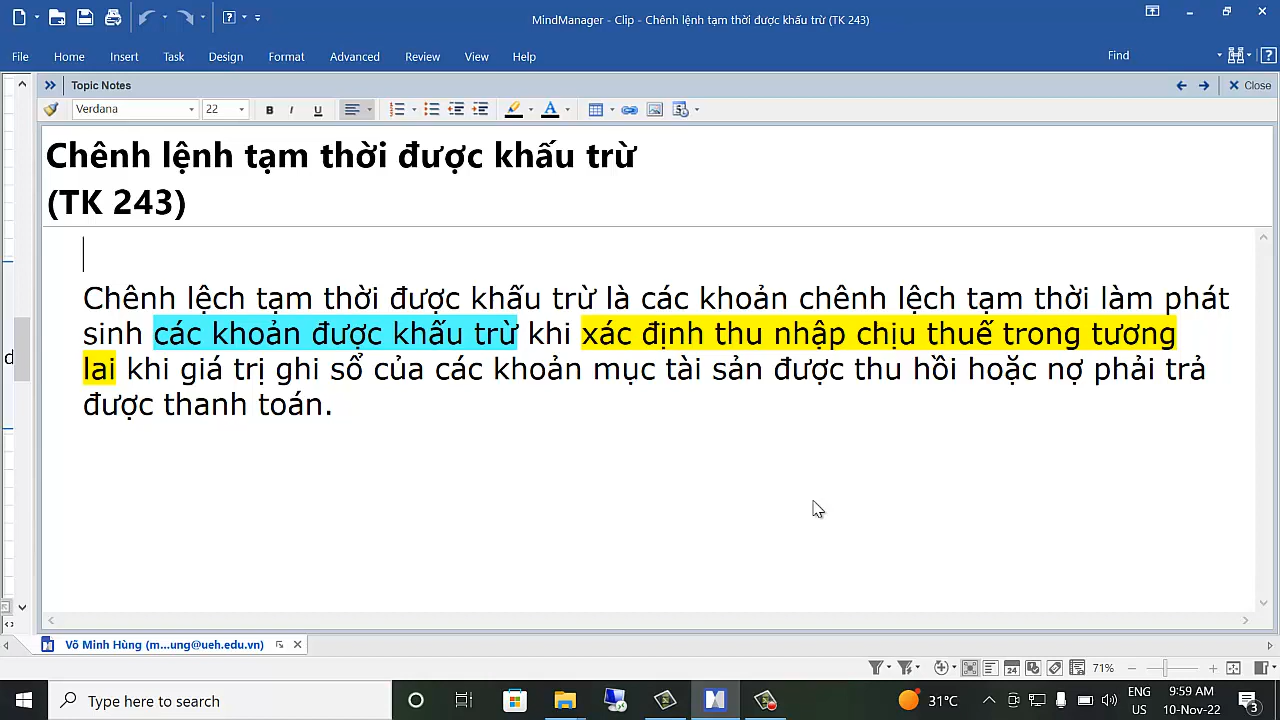 MindManager - Clip - Chênh lệnh tạm thời được khấu trừ (TK 243)
File Home Insert Task Design Format Advanced Review View Help Find
Topic Notes Close
Verdana 22 B I U A
Chênh lệnh tạm thời được khấu trừ
(TK 243)
Chênh lệch tạm thời được khấu trừ là các khoản chênh lệch tạm thời làm phát
sinh các khoản được khấu trừ khi xác định thu nhập chịu thuế trong tương
lai khi giá trị ghi sổ của các khoản mục tài sản được thu hồi hoặc nợ phải trả
được thanh toán.
d
Võ Minh Hùng (m...ung@ueh.edu.vn)
24 71%
Type here to search
31°C
ENG
US
9:59 AM
10-Nov-22
3